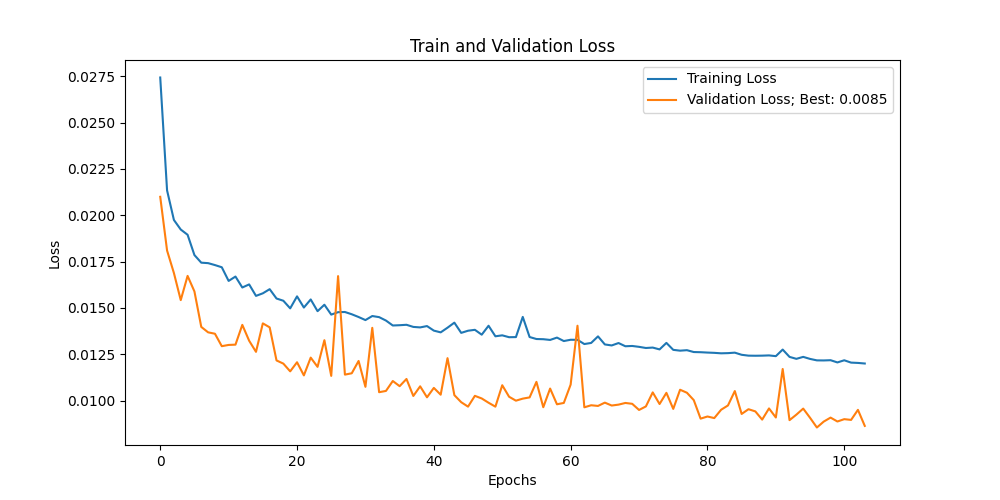 Train and Validation Loss
Training Loss
Validation Loss; Best: 0.0085
0.0275
0.0250
0.0225
0.0200
0.0175
0.0150
0.0125
0.0100
Loss
0 20 40 60 80 100
Epochs